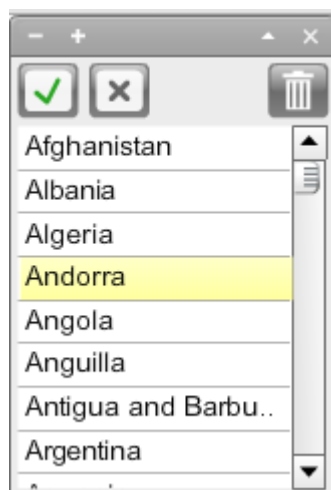 Afghanistan
Albania
Algeria
Andorra
Angola
Anguilla
Antigua and Barbu..
Argentina